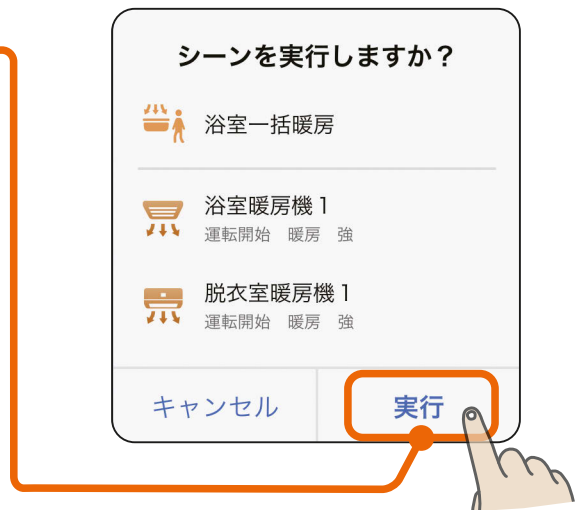 シーンを実行しますか？
浴室一括暖房
浴室暖房機1
運転開始　暖房　強
脱衣室暖房機1
運転開始　暖房　強
キャンセル
実行